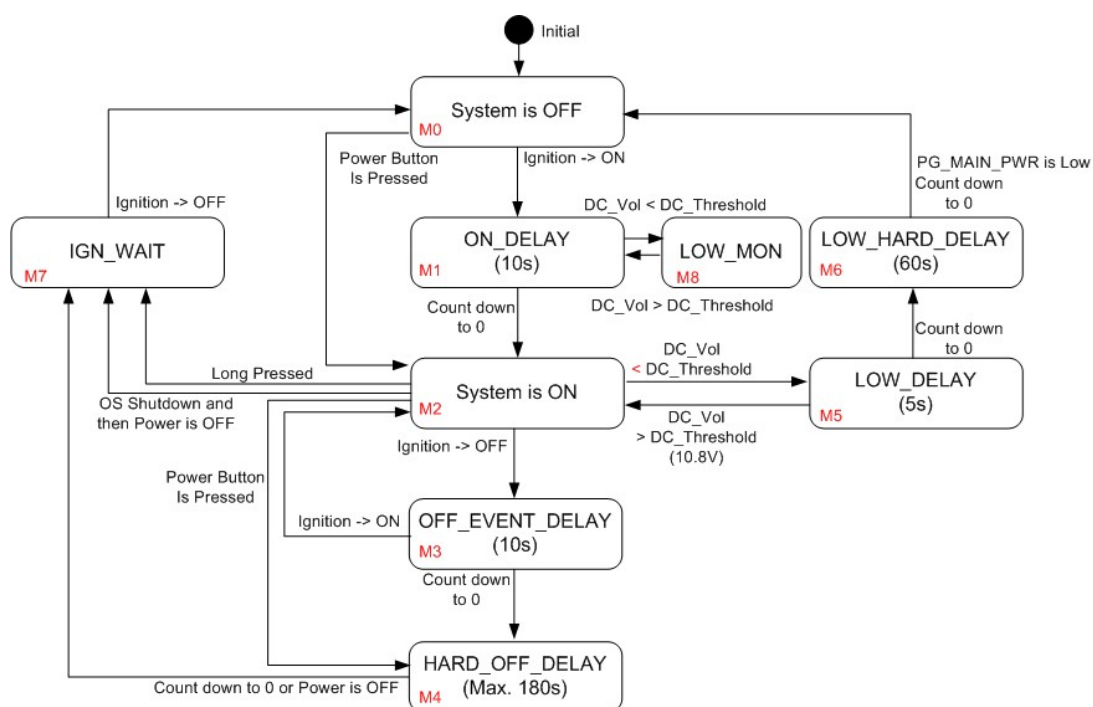 Initial
System is OFF
M0
Power Button
Is Pressed
Ignition -> ON
PG_MAIN_PWR is Low
Count down
to 0
Ignition -> OFF
DC_Vol < DC_Threshold
IGN_WAIT
M7
ON_DELAY
(10s)
M1
LOW_MON
M8
LOW_HARD_DELAY
(60s)
M6
DC_Vol > DC_Threshold
Count down
to 0
Count down
to 0
Long Pressed
System is ON
M2
DC_Vol
< DC_Threshold
LOW_DELAY
(5s)
M5
OS Shutdown and
then Power is OFF
DC_Vol
> DC_Threshold
(10.8V)
Ignition -> OFF
Power Button
Is Pressed
Ignition -> ON
OFF_EVENT_DELAY
(10s)
M3
Count down
to 0
HARD_OFF_DELAY
(Max. 180s)
M4
Count down to 0 or Power is OFF